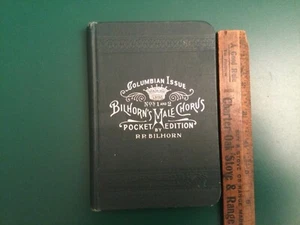 COLUMBIAN ISSUE
NOS 1 AND 2
BILHORN'S MALE CHORUS
POCKET EDITION
BY
P.P. BILHORN
Charter Oak Stove & Range